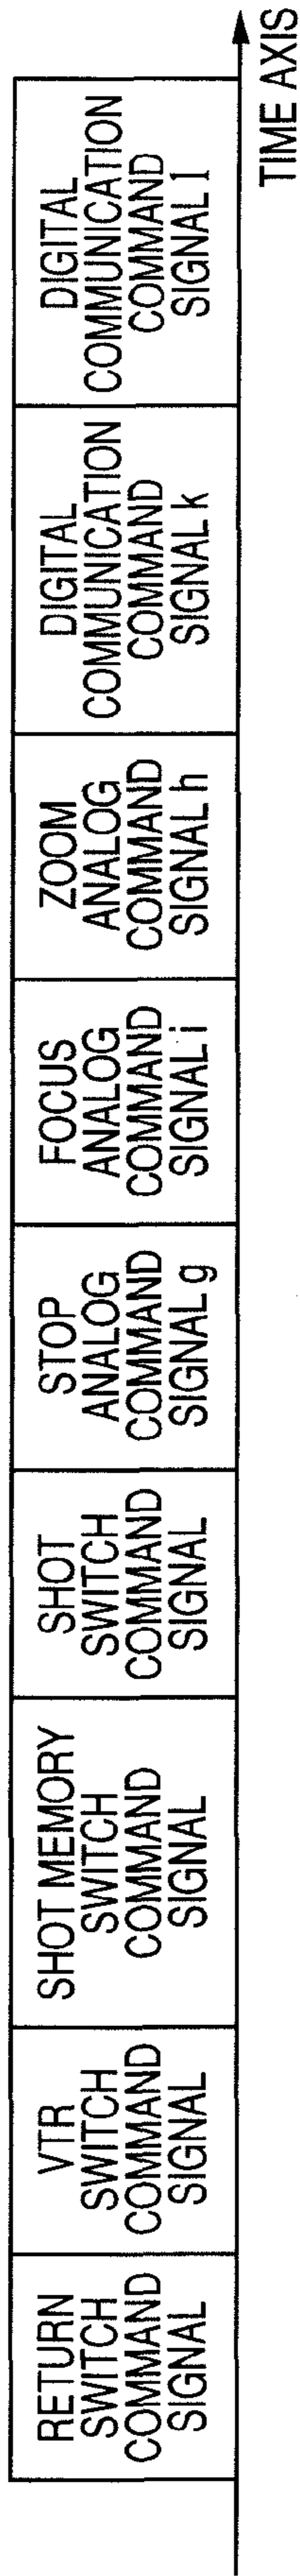 RETURN
SWITCH
COMMAND
SIGNAL
VTR
SWITCH
COMMAND
SIGNAL
SHOT MEMORY
SWITCH
COMMAND
SIGNAL
SHOT
SWITCH
COMMAND
SIGNAL
STOP
ANALOG
COMMAND
SIGNAL g
FOCUS
ANALOG
COMMAND
SIGNAL i
ZOOM
ANALOG
COMMAND
SIGNAL h
DIGITAL
COMMUNICATION
COMMAND
SIGNAL k
DIGITAL
COMMUNICATION
COMMAND
SIGNAL l
TIME AXIS